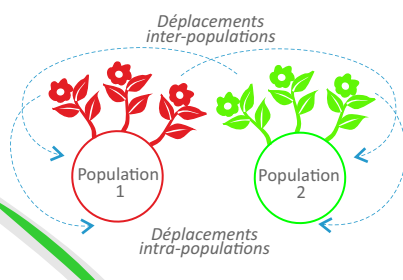 Déplacements
inter-populations
Population
1
Population
2
Déplacements
intra-populations